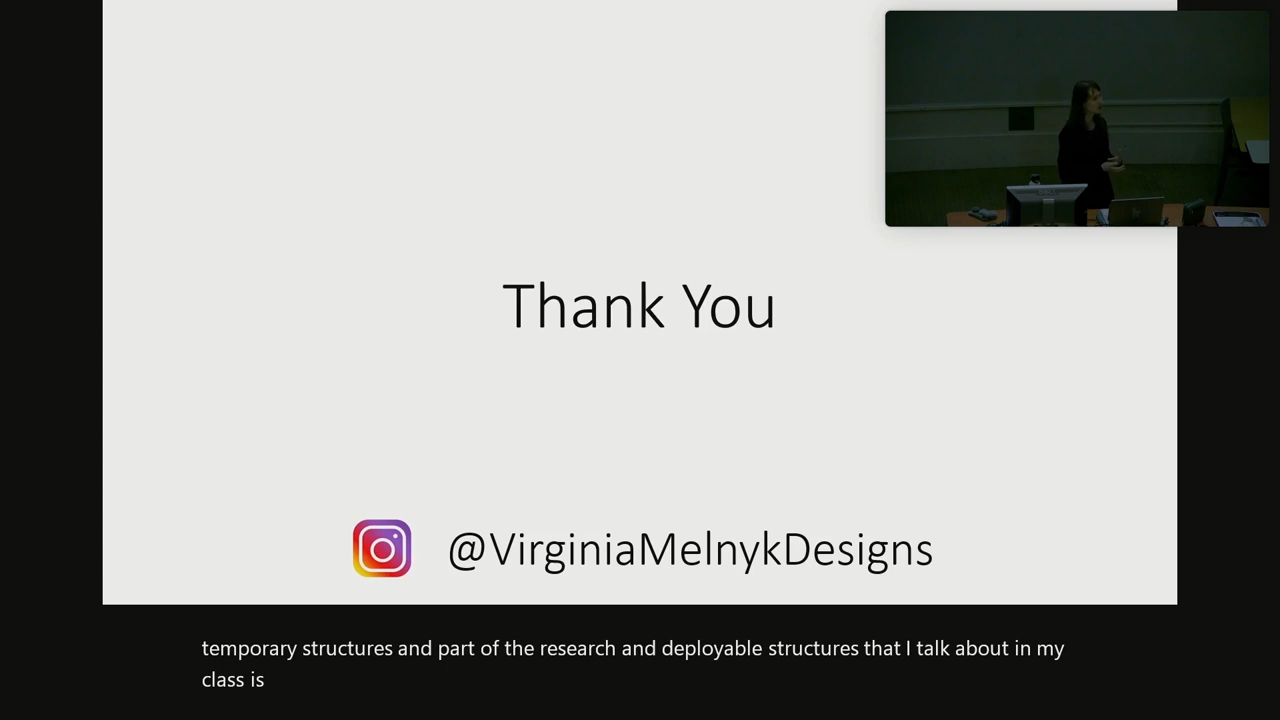 Thank You
@VirginiaMelnykDesigns
temporary structures and part of the research and deployable structures that I talk about in my
class is